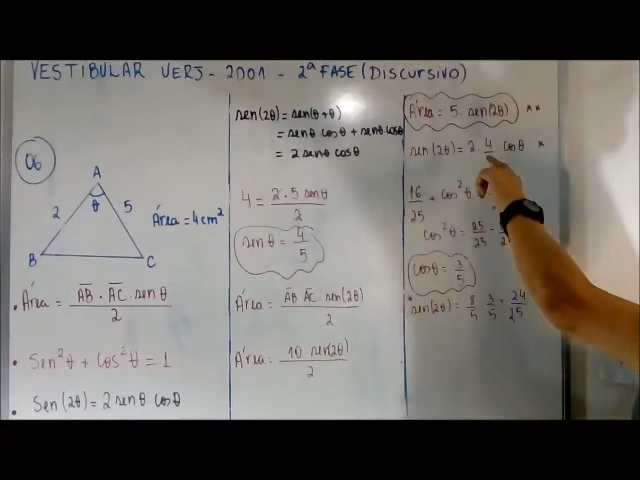 VESTIBULAR UERJ - 2001 - 2ª FASE (DISCURSIVO)
06
A
2
θ
5
Área = 4cm²
B
C
• Área = AB · AC · sen θ / 2
• Sen²θ + Cos²θ = 1
• Sen(2θ) = 2 sen θ cos θ
sen(2θ) = sen(θ+θ)
= senθ cosθ + senθ cosθ
= 2 senθ cosθ
4 = 2·5 senθ / 2
senθ = 4/5
Área = AB AC · sen(2θ) / 2
Área = 10 · sen(2θ) / 2
Área = 5 · sen(2θ) **
sen(2θ) = 2 · 4 cosθ *
16/25 + cos²θ
cos²θ = 25/25 -
cosθ = 3/5
* sen(2θ) = 8/5 · 3/5 = 24/25